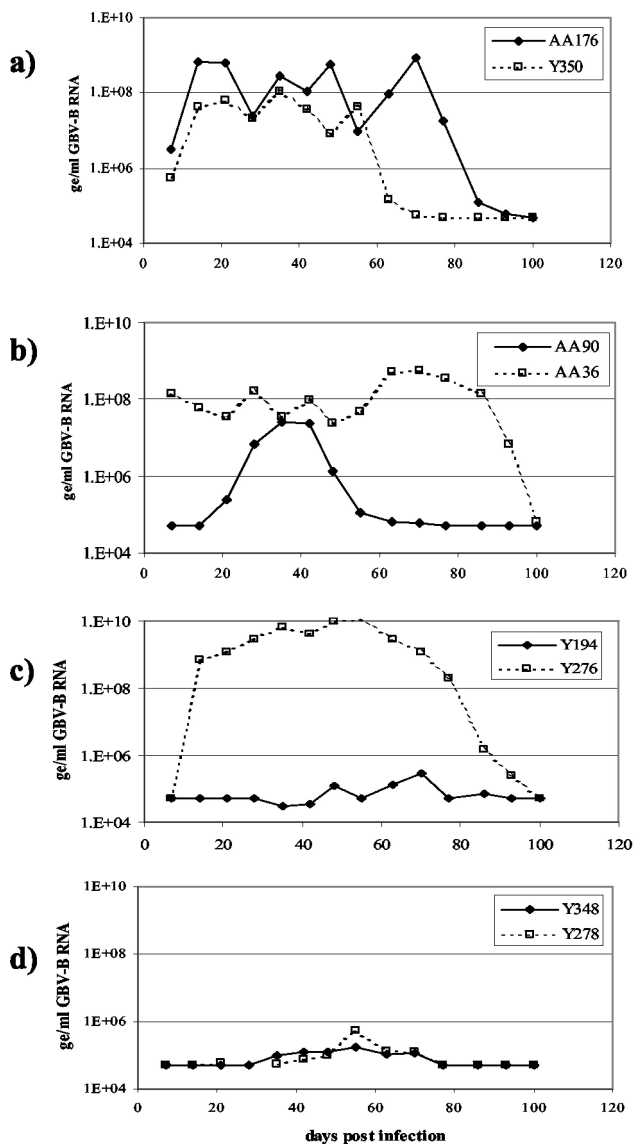 a)
ge/ml GBV-B RNA
1.E+10
1.E+08
1.E+06
1.E+04
0 20 40 60 80 100 120
AA176
Y350
b)
ge/ml GBV-B RNA
1.E+10
1.E+08
1.E+06
1.E+04
0 20 40 60 80 100 120
AA90
AA36
c)
ge/ml GBV-B RNA
1.E+10
1.E+08
1.E+06
1.E+04
0 20 40 60 80 100 120
Y194
Y276
d)
ge/ml GBV-B RNA
1E+10
1E+08
1E+06
1E+04
0 20 40 60 80 100 120
Y348
Y278
days post infection